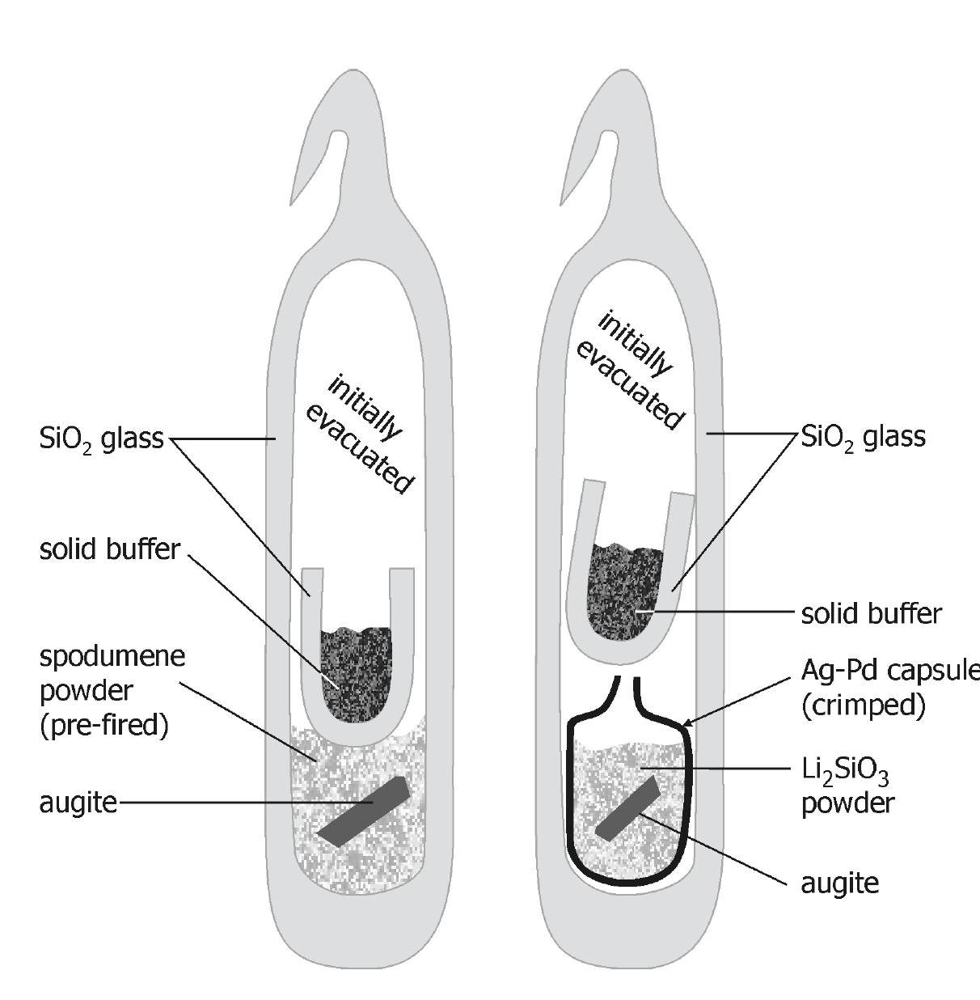 initially
evacuated
SiO₂ glass
solid buffer
spodumene
powder
(pre-fired)
augite
initially
evacuated
SiO₂ glass
solid buffer
Ag-Pd capsule
(crimped)
Li₂SiO₃
powder
augite